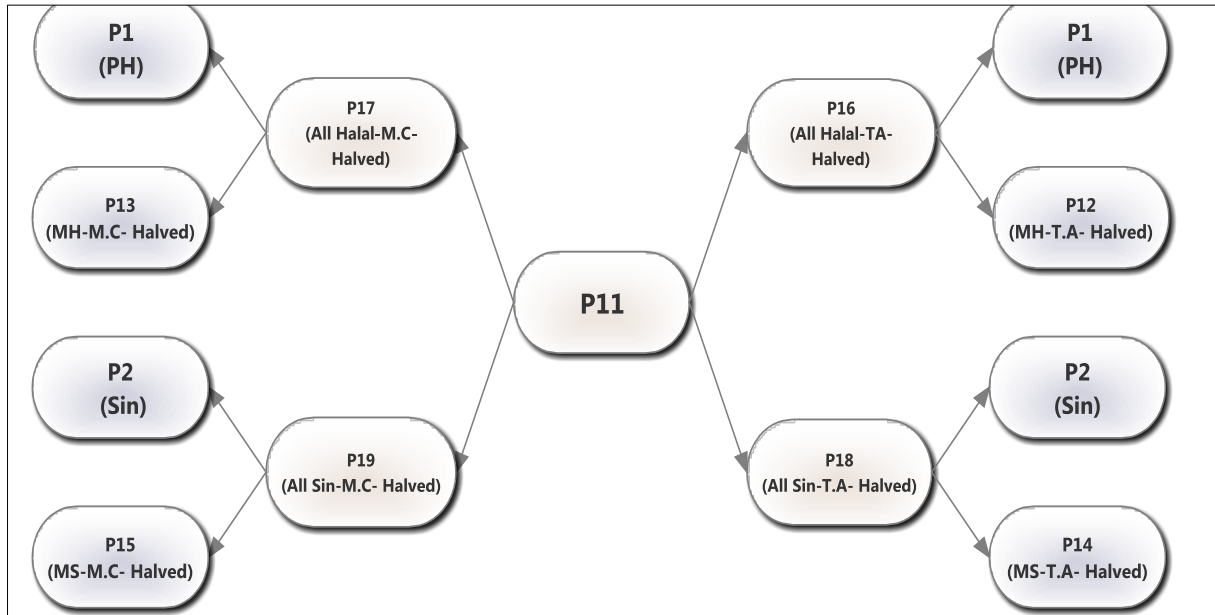 P1
(PH)
P17
(All Halal-M.C-
Halved)
P13
(MH-M.C- Halved)
P11
P1
(PH)
P16
(All Halal-TA-
Halved)
P12
(MH-T.A- Halved)
P2
(Sin)
P19
(All Sin-M.C- Halved)
P15
(MS-M.C- Halved)
P2
(Sin)
P18
(All Sin-T.A- Halved)
P14
(MS-T.A- Halved)